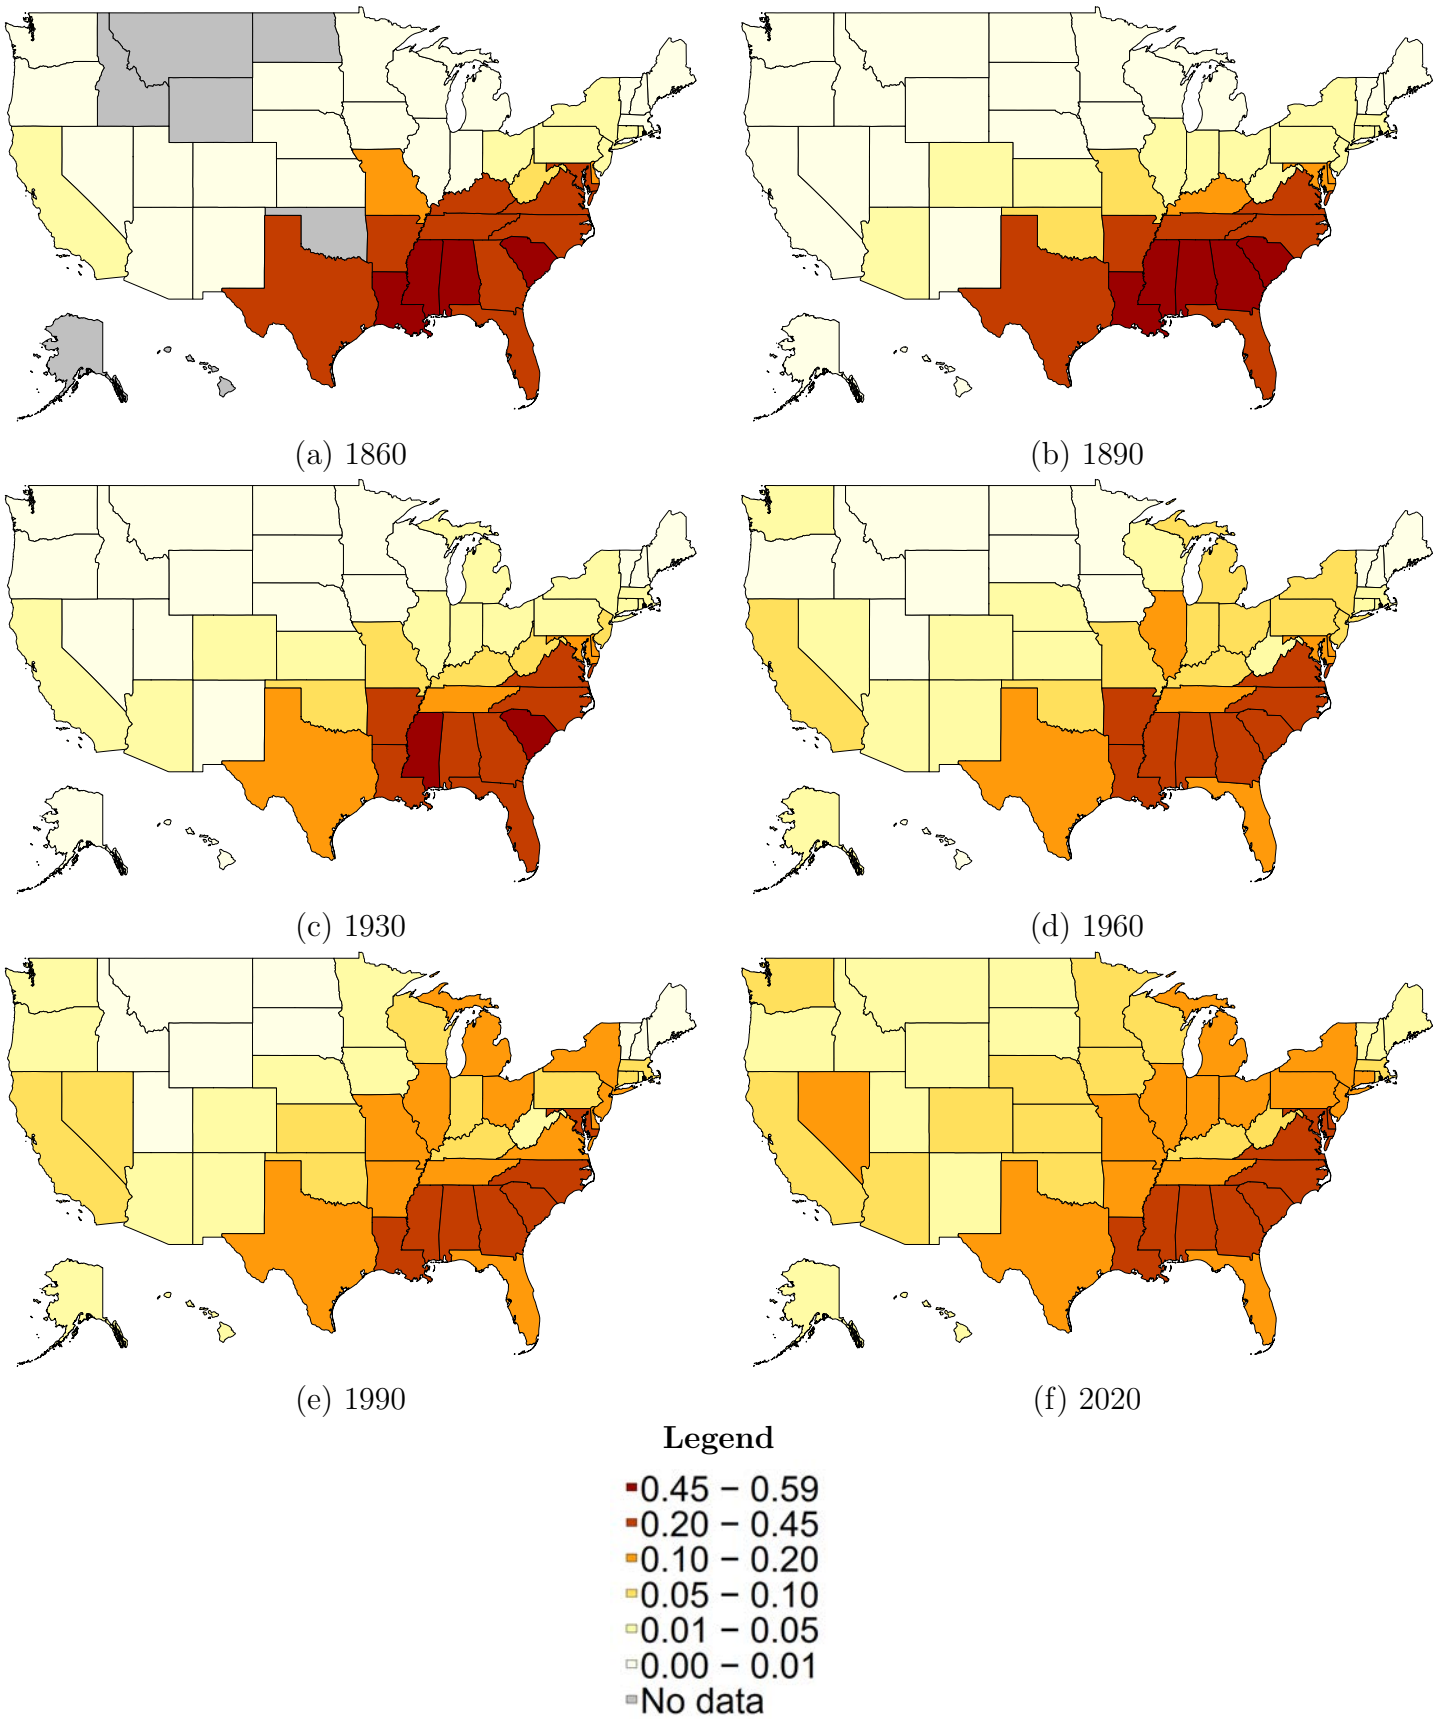 (a) 1860
(b) 1890
(c) 1930
(d) 1960
(e) 1990
(f) 2020
Legend
0.45 − 0.59
0.20 − 0.45
0.10 − 0.20
0.05 − 0.10
0.01 − 0.05
0.00 − 0.01
No data